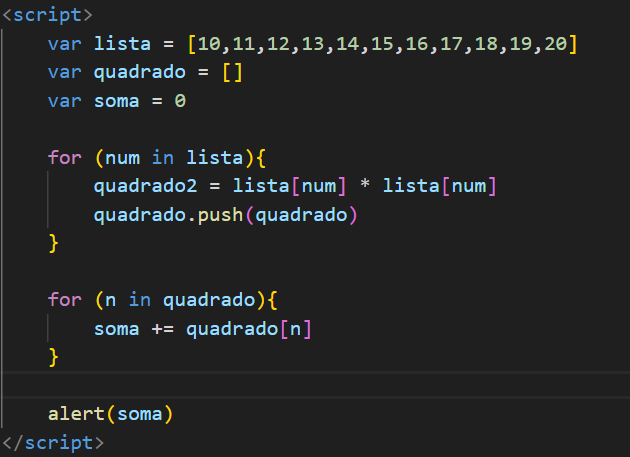 <script>
var lista = [10,11,12,13,14,15,16,17,18,19,20]
var quadrado = []
var soma = 0
for (num in lista){
quadrado2 = lista[num] * lista[num]
quadrado.push(quadrado)
}
for (n in quadrado){
soma += quadrado[n]
}
alert(soma)
</script>